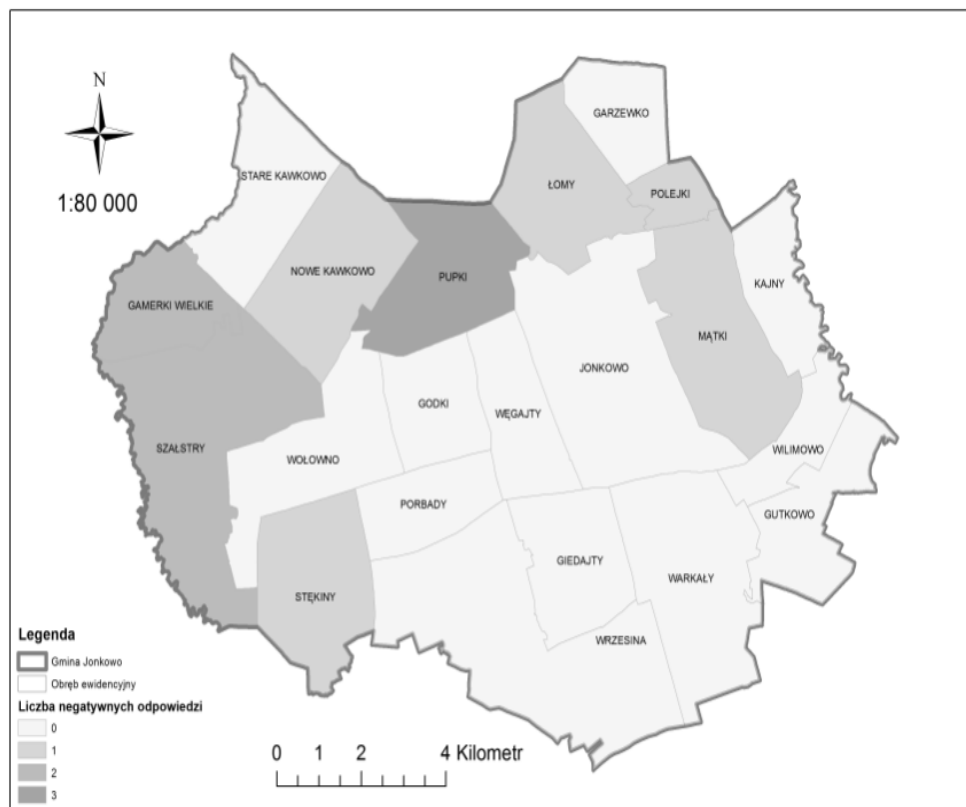 N
1:80 000
GARZEWKO
STARE KAWKOWO
ŁOMY
POLEJKI
NOWE KAWKOWO
PUPKI
KAJNY
GAMERKI WIELKIE
MĄTKI
JONKOWO
GODKI
WĘGAJTY
SZAŁSTRY
WOŁOWNO
WILIMOWO
PORBADY
GUTKOWO
GIEDAJTY
WARKAŁY
STĘKINY
WRZESINA
Legenda
Gmina Jonkowo
Obręb ewidencyjny
Liczba negatywnych odpowiedzi
0
1
2
3
0 1 2 4 Kilometr